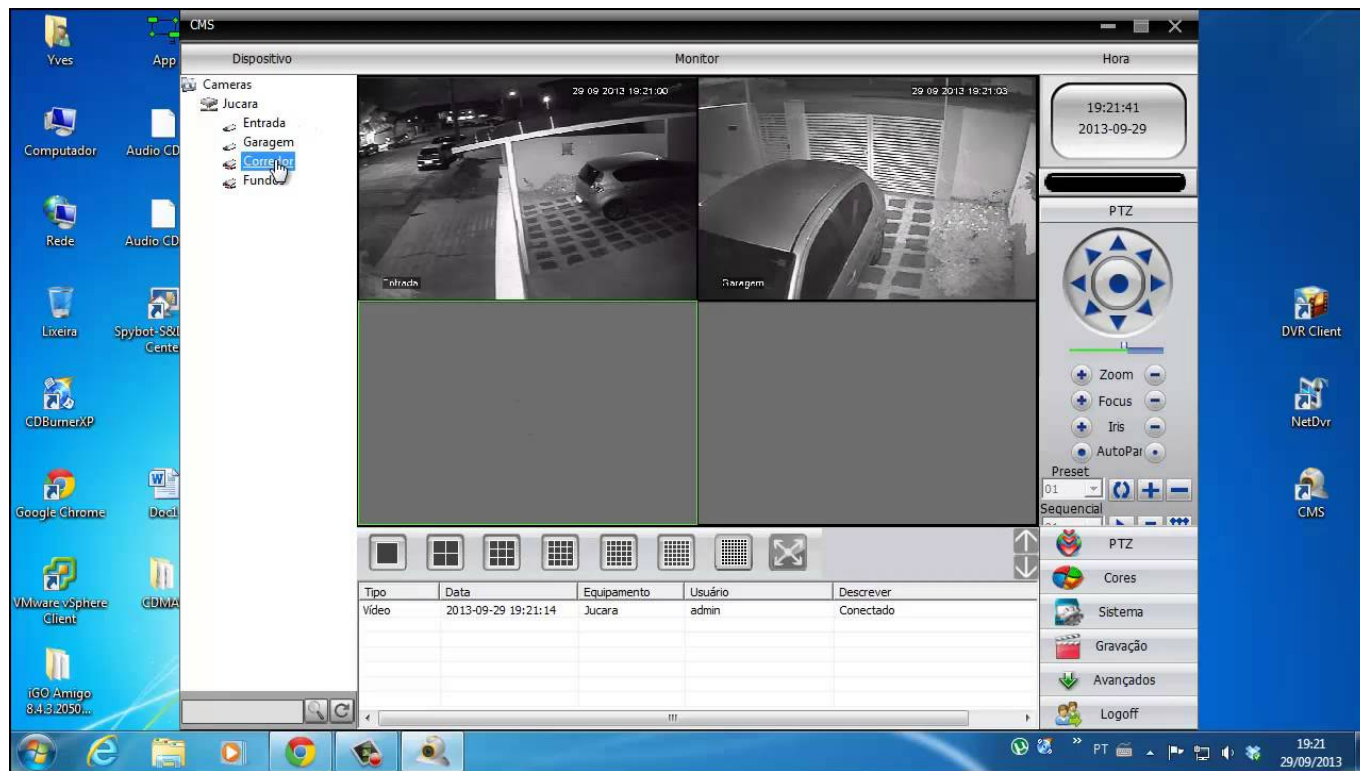 Yves
App
Computador
Audio CD
Rede
Audio CD
Lixeira
Spybot-S&
Cente
CDBurnerXP
Google Chrome
VMware vSphere
Client
CDMA
iGO Amigo
8.4.3.2050...
CMS
Dispositivo
Monitor
Hora
Cameras
Jucara
Entrada
Garagem
Corredor
Fundos
29 09 2013 19:21:00
Entrada
29 09 2013 19:21:03
Garagem
19:21:41
2013-09-29
PTZ
Zoom
Focus
Iris
AutoPar
Preset
01
Sequencial
PTZ
Cores
Sistema
Gravação
Avançados
Logoff
Tipo Data Equipamento Usuário Descrever
Vídeo 2013-09-29 19:21:14 Jucara admin Conectado
DVR Client
NetDvr
CMS
PT
19:21
29/09/2013